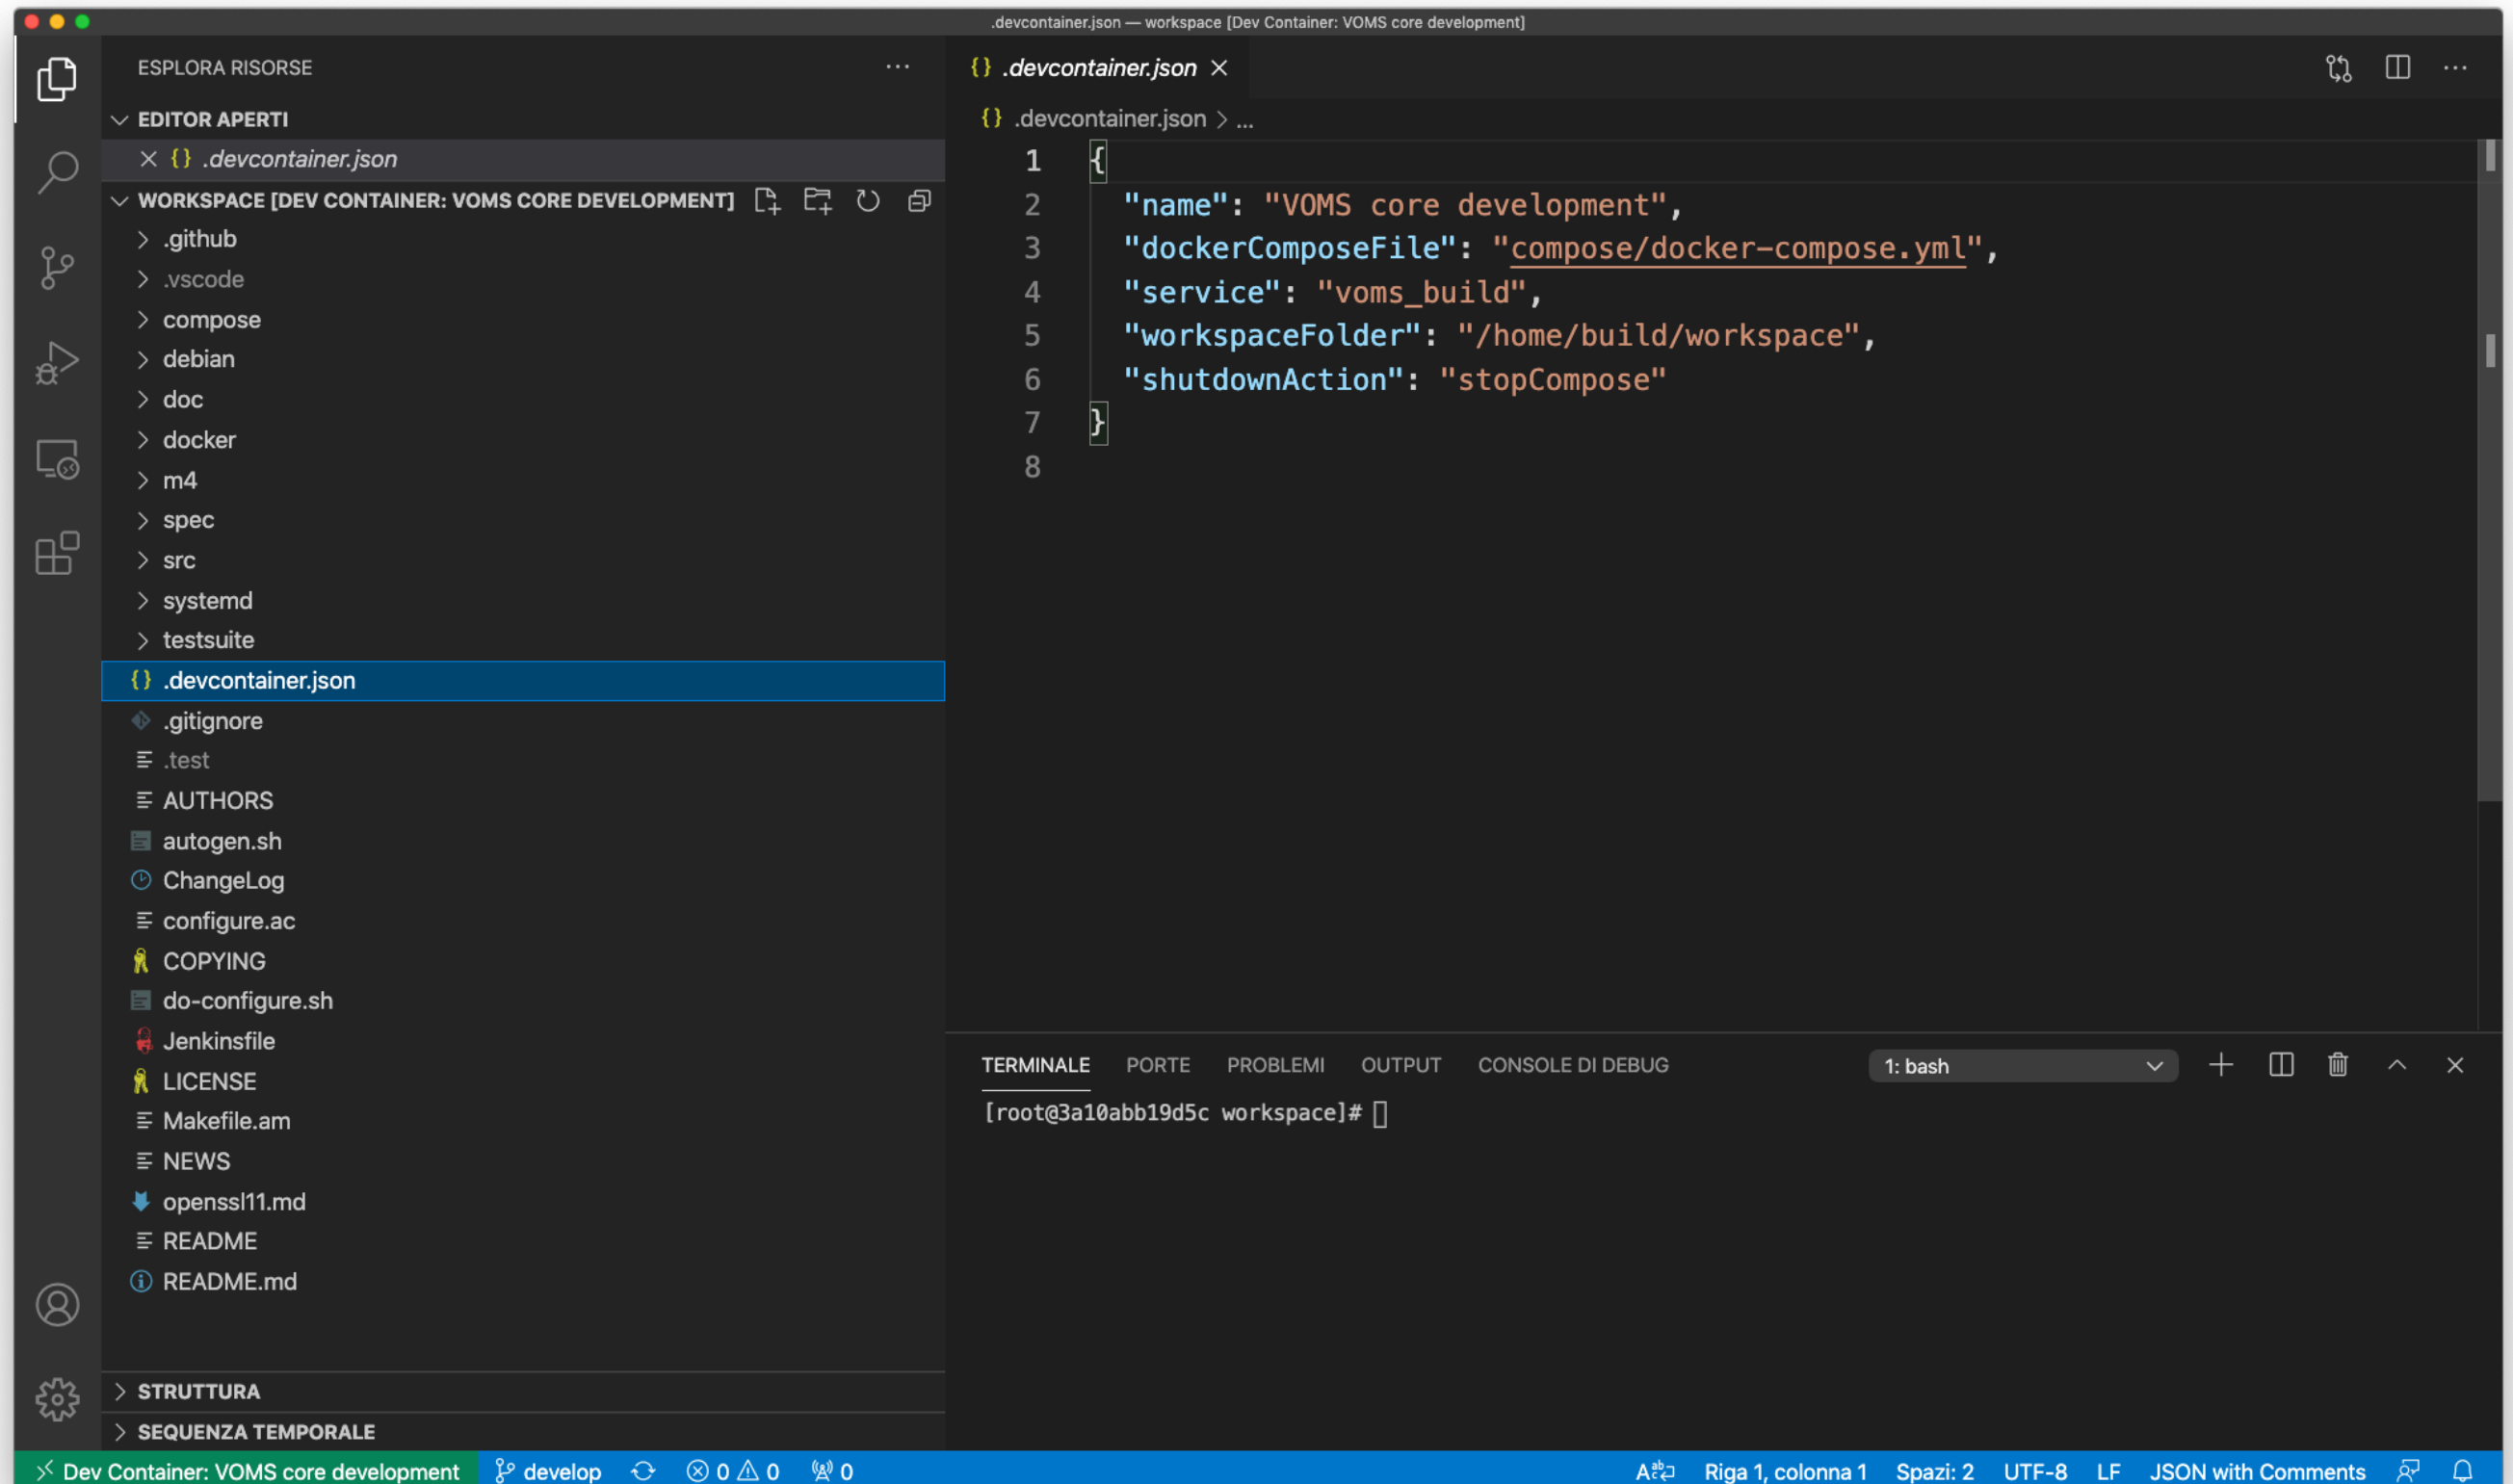 .devcontainer.json — workspace [Dev Container: VOMS core development]
ESPLORA RISORSE
EDITOR APERTI
.devcontainer.json
WORKSPACE [DEV CONTAINER: VOMS CORE DEVELOPMENT]
.github
.vscode
compose
debian
doc
docker
m4
spec
src
systemd
testsuite
{} .devcontainer.json
.gitignore
.test
AUTHORS
autogen.sh
ChangeLog
configure.ac
COPYING
do-configure.sh
Jenkinsfile
LICENSE
Makefile.am
NEWS
openssl11.md
README
README.md
STRUTTURA
SEQUENZA TEMPORALE
{} .devcontainer.json
{} .devcontainer.json > ...
1 {
2 "name": "VOMS core development",
3 "dockerComposeFile": "compose/docker-compose.yml",
4 "service": "voms_build",
5 "workspaceFolder": "/home/build/workspace",
6 "shutdownAction": "stopCompose"
7 }
8
TERMINALE PORTE PROBLEMI OUTPUT CONSOLE DI DEBUG 1: bash
[root@3a10abb19d5c workspace]#
Dev Container: VOMS core development develop 0 0 0 Riga 1, colonna 1 Spazi: 2 UTF-8 LF JSON with Comments